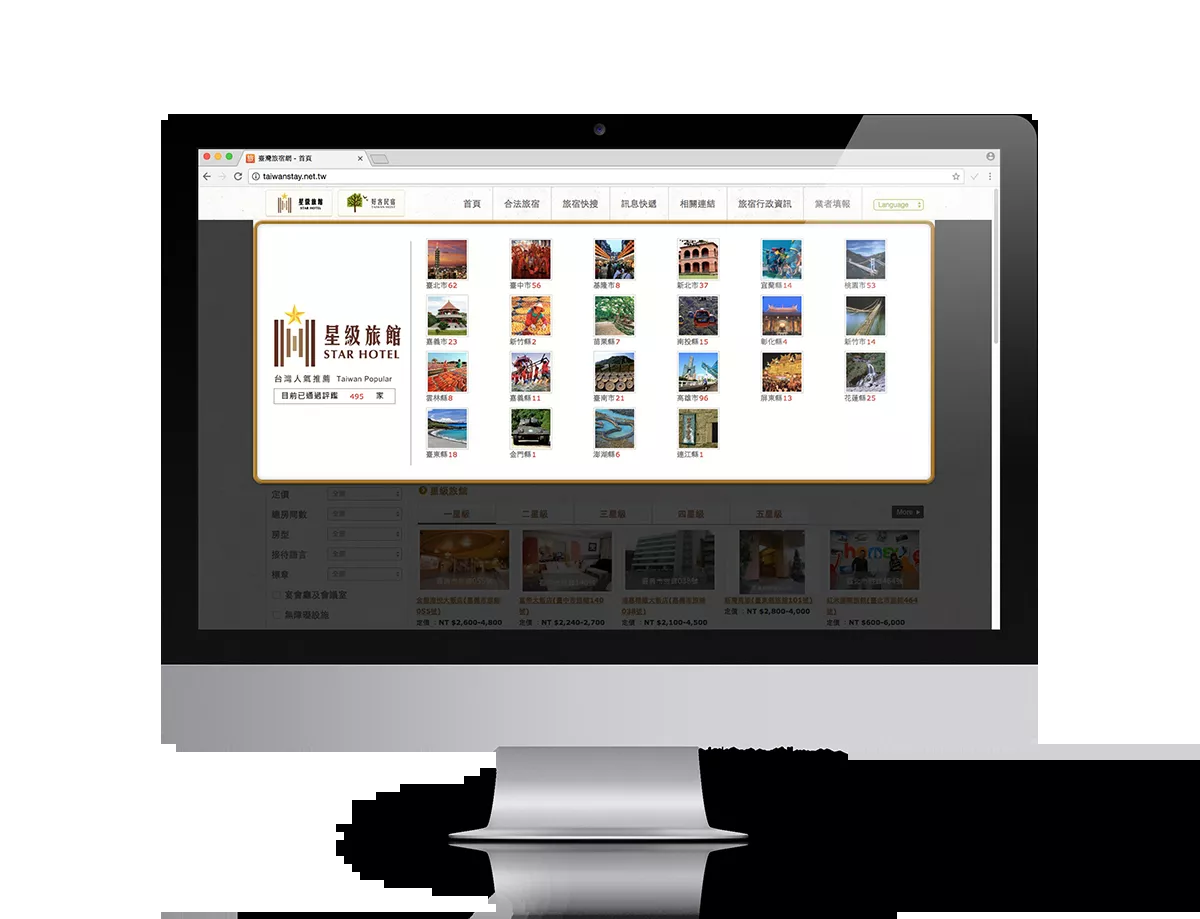 臺灣旅宿網 - 首頁
taiwanstay.net.tw
星級旅館
STAR HOTEL
好客民宿
首頁 合法旅宿 旅宿快搜 訊息快遞 相關連結 旅宿行政資訊 業者填報 Language
臺北市62 臺中市56 基隆市8 新北市37 宜蘭縣14 桃園市53
嘉義市23 新竹縣2 苗栗縣7 南投縣15 彰化縣4 新竹市14
雲林縣8 嘉義縣11 臺南市21 高雄市96 屏東縣13 花蓮縣25
臺東縣18 金門縣1 澎湖縣6 連江縣1
星級旅館
STAR HOTEL
台灣人氣推薦 Taiwan Popular
目前已通過評鑑 495 家
定價 全部
總房間數 全部
房型 全部
接待語言 全部
標章 全部
宴會廳及會議室
無障礙設施
星級旅館
一星級 二星級 三星級 四星級 五星級 More
定價 : NT $2,600-4,800
定價 : NT $2,240-2,700
定價 : NT $2,100-4,500
定價 : NT $2,800-4,000
定價 : NT $600-6,000